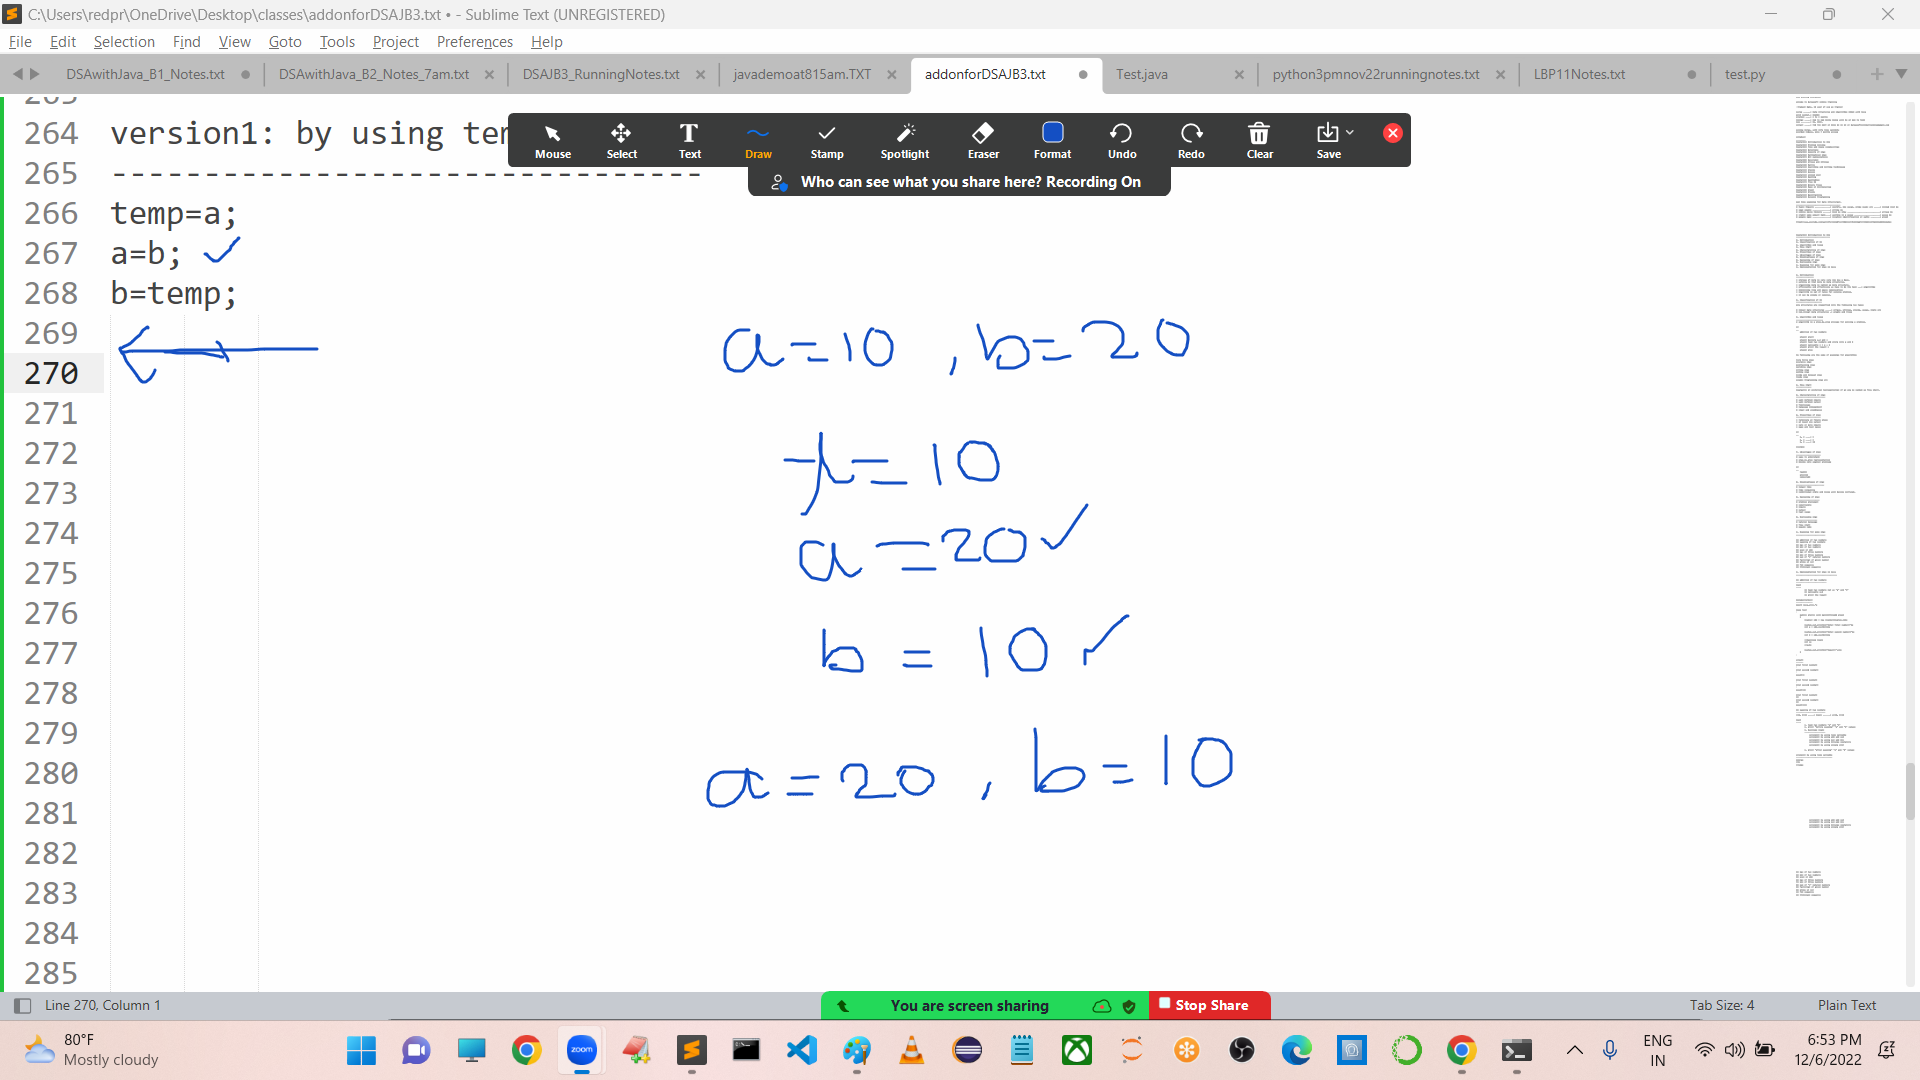 C:\Users\redpr\OneDrive\Desktop\classes\addonforDSAJB3.txt • - Sublime Text (UNREGISTERED)
File Edit Selection Find View Goto Tools Project Preferences Help
DSAwithJava_B1_Notes.txt DSAwithJava_B2_Notes_7am.txt DSAJB3_RunningNotes.txt javademoat815am.TXT addonforDSAJB3.txt Test.java python3pmnov22runningnotes.txt LBP11Notes.txt test.py
Mouse Select Text Draw Stamp Spotlight Eraser Format Undo Redo Clear Save
Who can see what you share here? Recording On
264 version1: by using
265 ---------------------------------
266 temp=a;
267 a=b;
268 b=temp;
269
270
271
272
273
274
275
276
277
278
279
280
281
282
283
284
285
a=10 , b=20
t=10
a=20
b=10
a=20 , b=10
Line 270, Column 1
You are screen sharing
Stop Share
Tab Size: 4
Plain Text
80°F
Mostly cloudy
zoom
ENG
IN
6:53 PM
12/6/2022